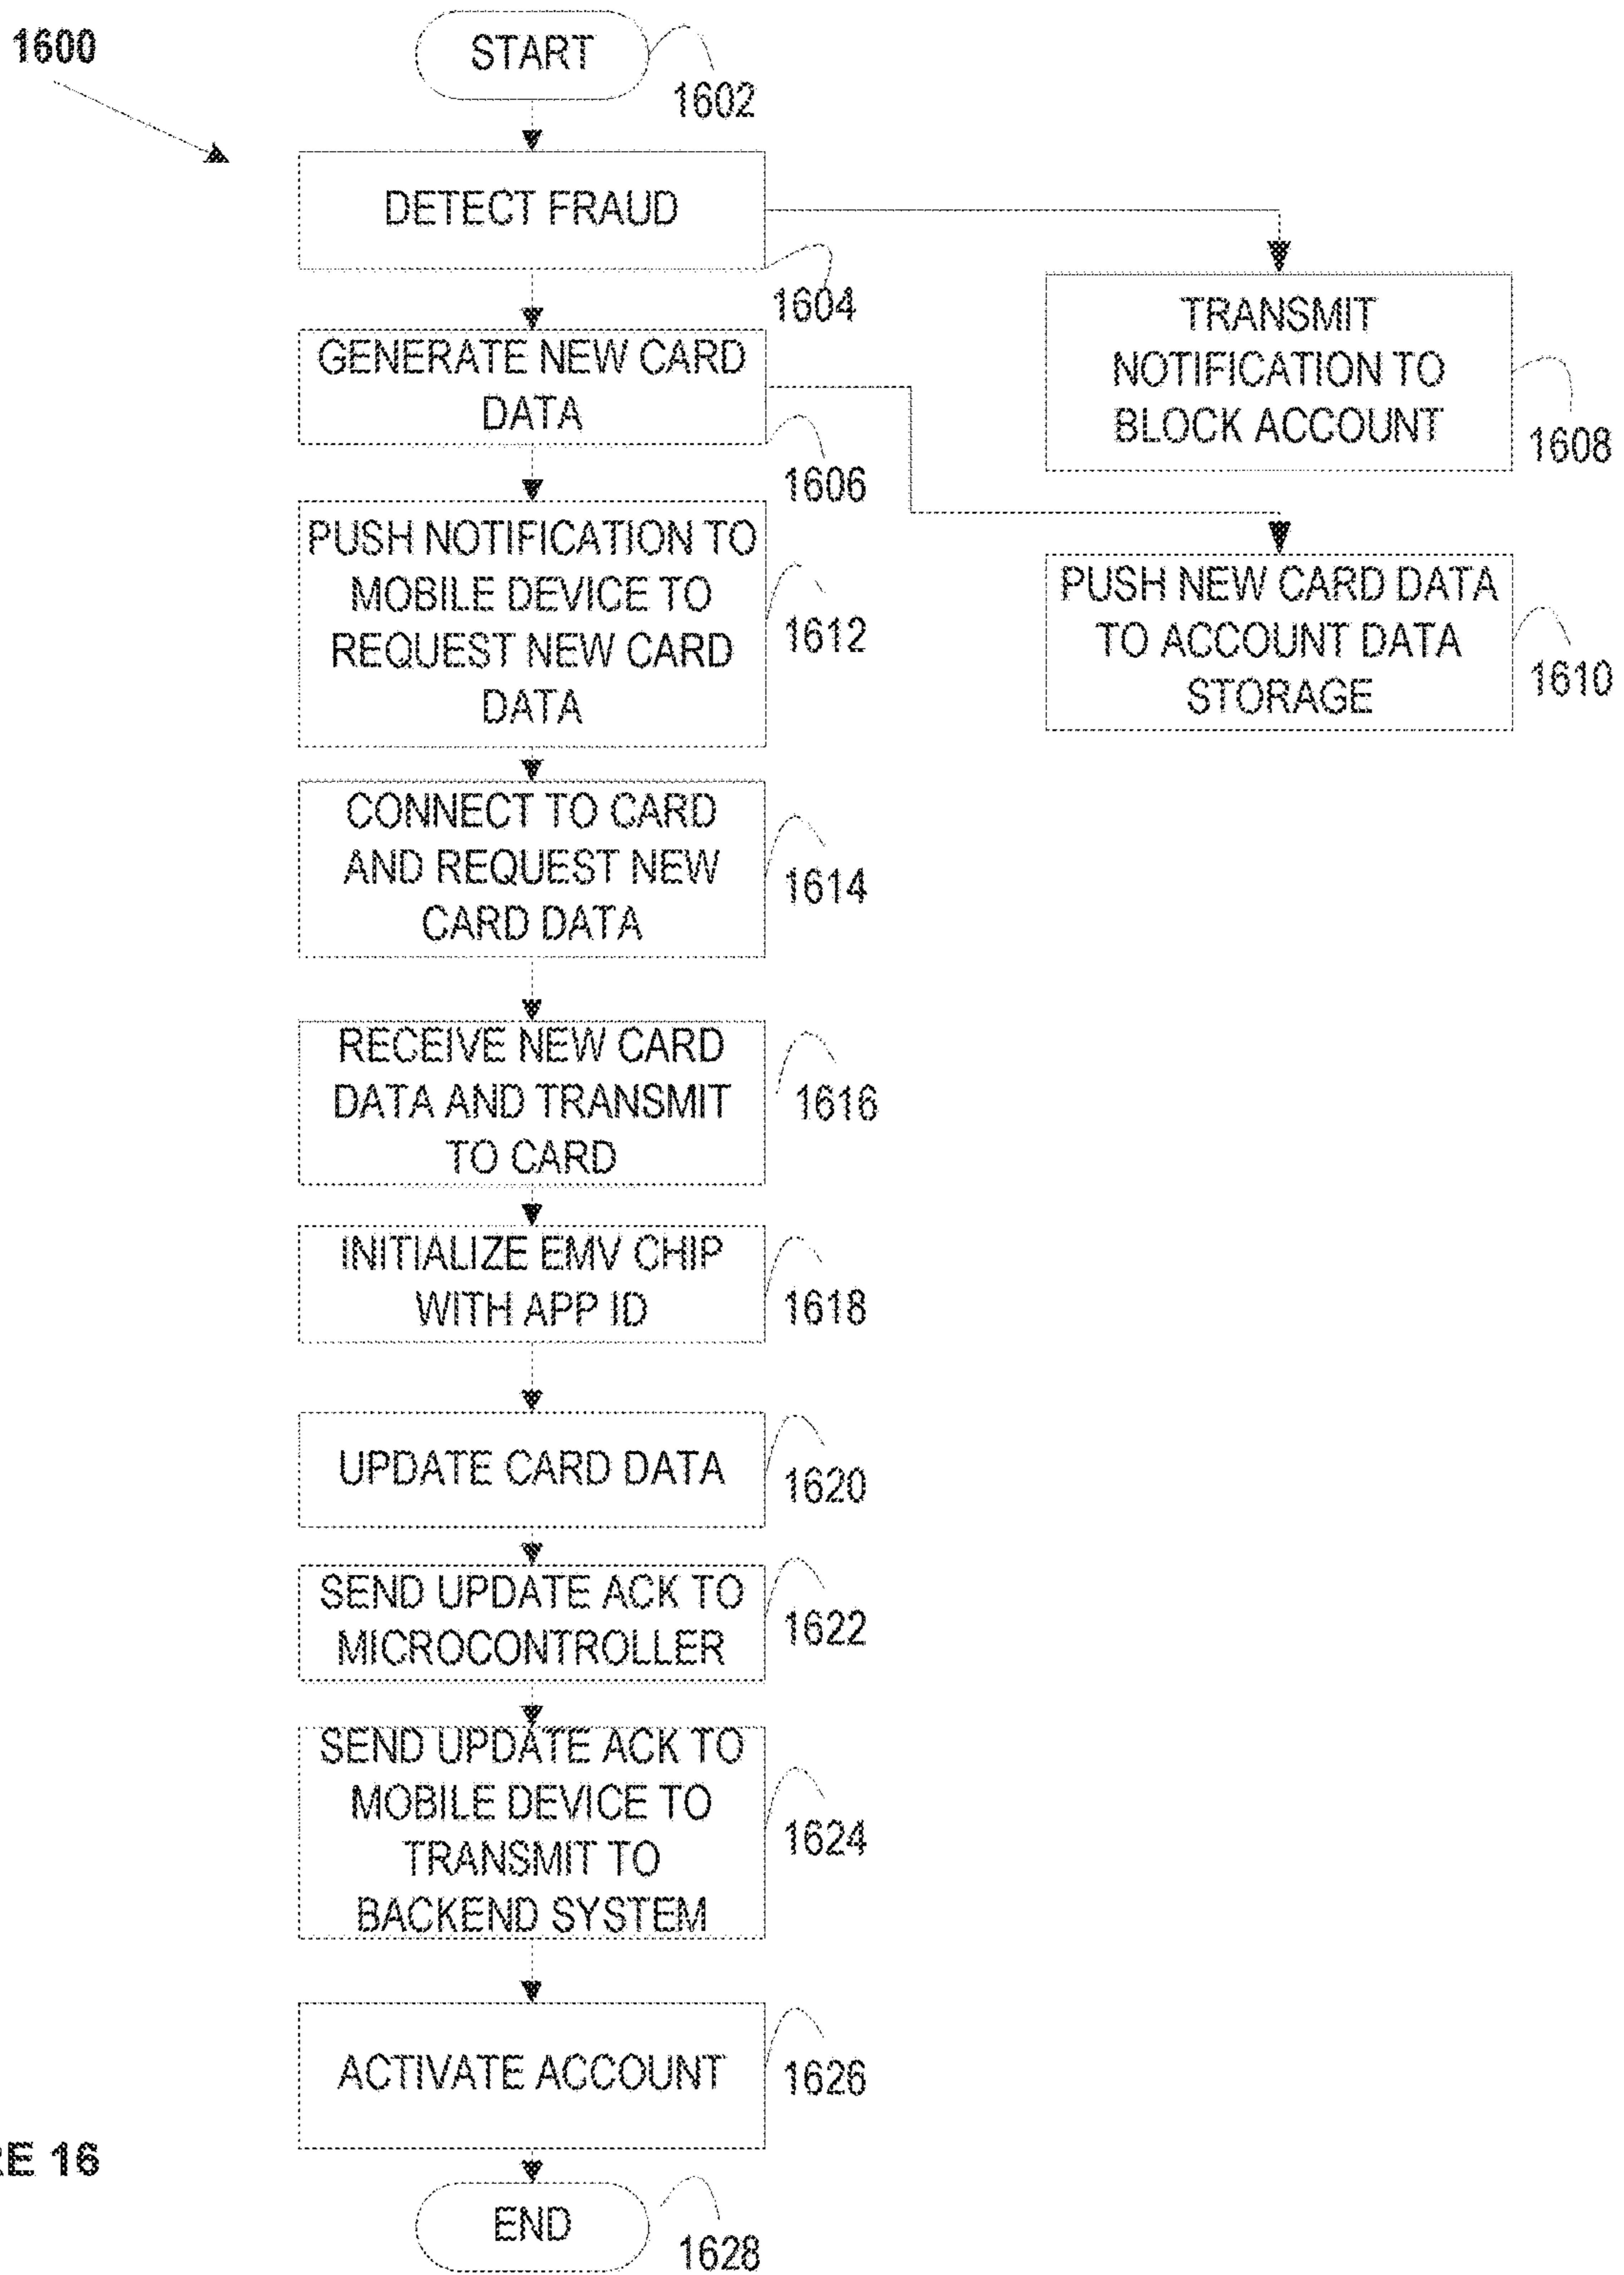 1600
START
1602
DETECT FRAUD
1604
TRANSMIT
NOTIFICATION TO
BLOCK ACCOUNT
1608
GENERATE NEW CARD
DATA
1606
PUSH NEW CARD DATA
TO ACCOUNT DATA
STORAGE
1610
PUSH NOTIFICATION TO
MOBILE DEVICE TO
REQUEST NEW CARD
DATA
1612
CONNECT TO CARD
AND REQUEST NEW
CARD DATA
1614
RECEIVE NEW CARD
DATA AND TRANSMIT
TO CARD
1616
INITIALIZE EMV CHIP
WITH APP ID
1618
UPDATE CARD DATA
1620
SEND UPDATE ACK TO
MICROCONTROLLER
1622
SEND UPDATE ACK TO
MOBILE DEVICE TO
TRANSMIT TO
BACKEND SYSTEM
1624
ACTIVATE ACCOUNT
1626
RE 16
END
1628